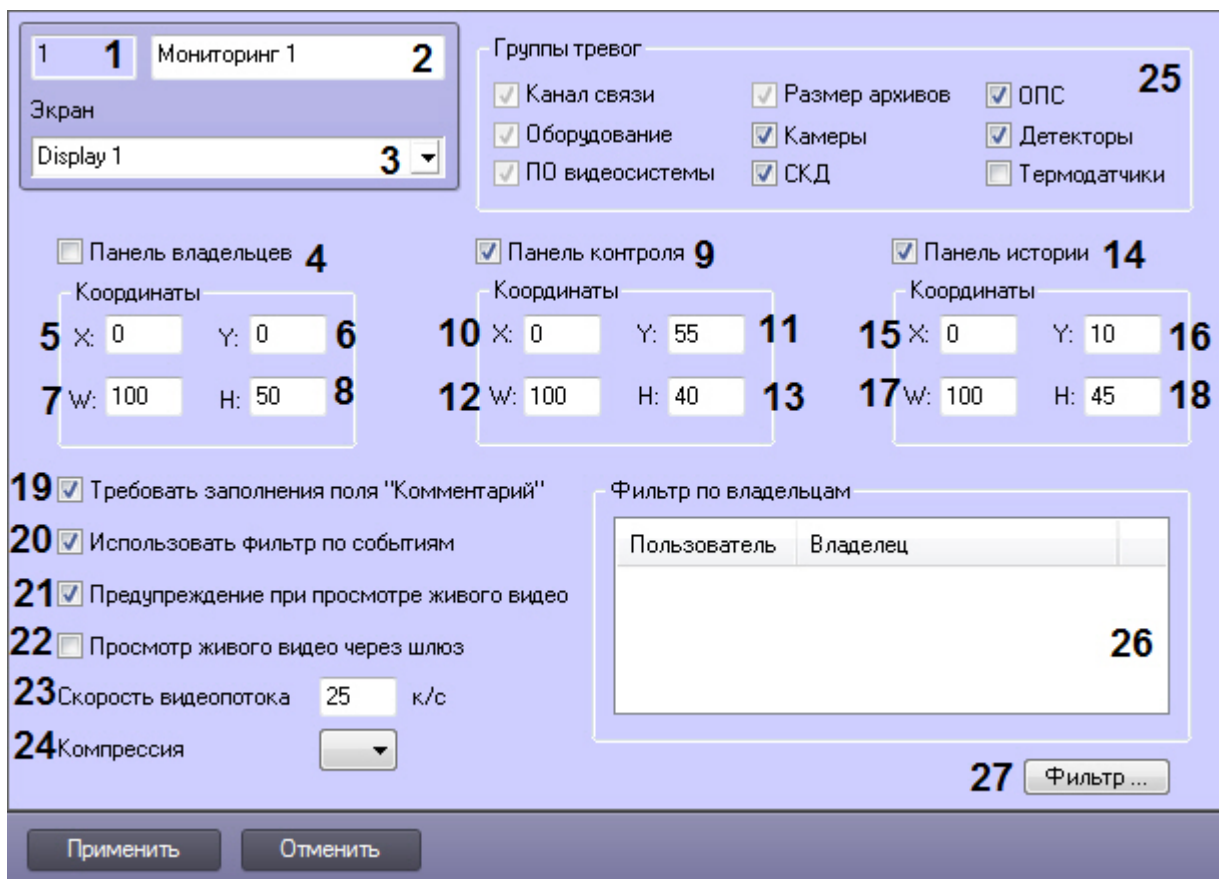 1 1 Мониторинг 1 2
Экран
Display 1 3
Группы тревог 25
Канал связи Размер архивов ОПС
Оборудование Камеры Детекторы
ПО видеосистемы СКД Термодатчики
Панель владельцев 4 Панель контроля 9 Панель истории 14
Координаты Координаты Координаты
5 X: 0 Y: 0 6 10 X: 0 Y: 55 11 15 X: 0 Y: 10 16
7 W: 100 H: 50 8 12 W: 100 H: 40 13 17 W: 100 H: 45 18
19 Требовать заполнения поля "Комментарий"
20 Использовать фильтр по событиям
21 Предупреждение при просмотре живого видео
22 Просмотр живого видео через шлюз
23 Скорость видеопотока 25 к/с
24 Компрессия
Фильтр по владельцам
Пользователь Владелец
26
27 Фильтр ...
Применить Отменить